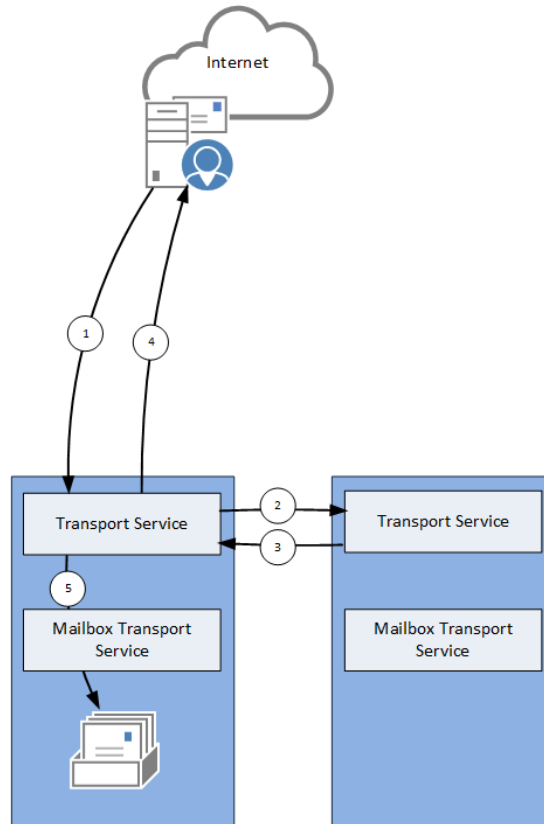 Internet
1
4
Transport Service
2
Transport Service
3
5
Mailbox Transport
Service
Mailbox Transport
Service